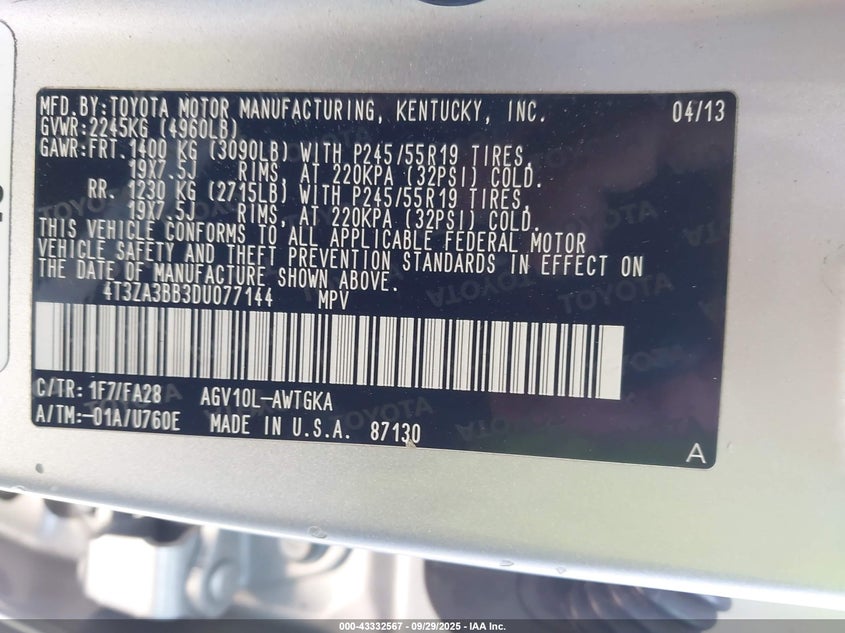 MFD.BY:TOYOTA MOTOR MANUFACTURING, KENTUCKY, INC. 04/13
GVWR:2245KG (4960LB)
GAWR:FRT.1400 KG (3090LB) WITH P245/55R19 TIRES,
19X7.5J RIMS, AT 220KPA (32PSI) COLD.
RR. 1230 KG (2715LB) WITH P245/55R19 TIRES,
19X7.5J RIMS, AT 220KPA (32PSI) COLD.
THIS VEHICLE CONFORMS TO ALL APPLICABLE FEDERAL MOTOR
VEHICLE SAFETY AND THEFT PREVENTION STANDARDS IN EFFECT ON
THE DATE OF MANUFACTURE SHOWN ABOVE.
4T3ZA3BB3DU077144 MPV
C/TR: 1F7/FA28 AGV10L-AWTGKA
A/TM:-01A/U760E MADE IN U.S.A. 87130
A
000-43332567 - 09/29/2025 - IAA Inc.